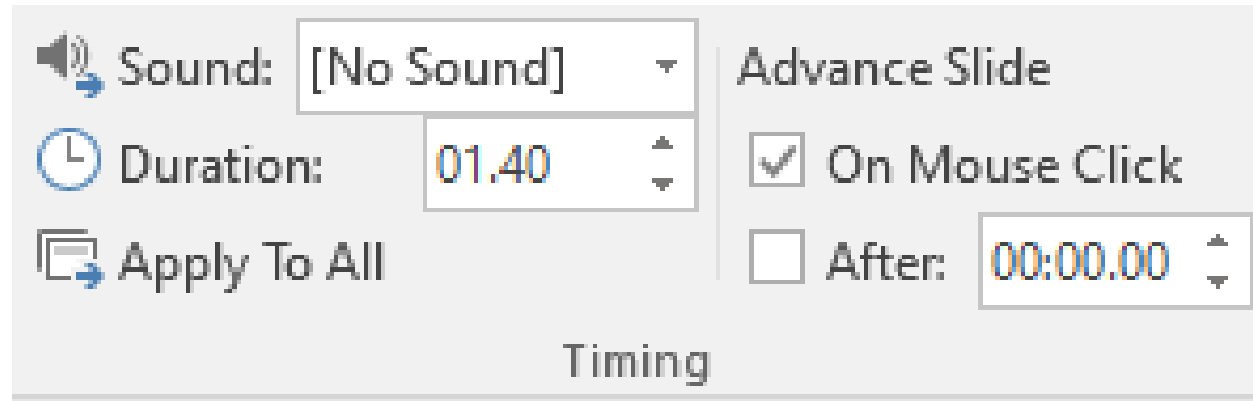 Sound: [No Sound]
Duration: 01.40
Apply To All
Advance Slide
On Mouse Click
After: 00:00.00
Timing